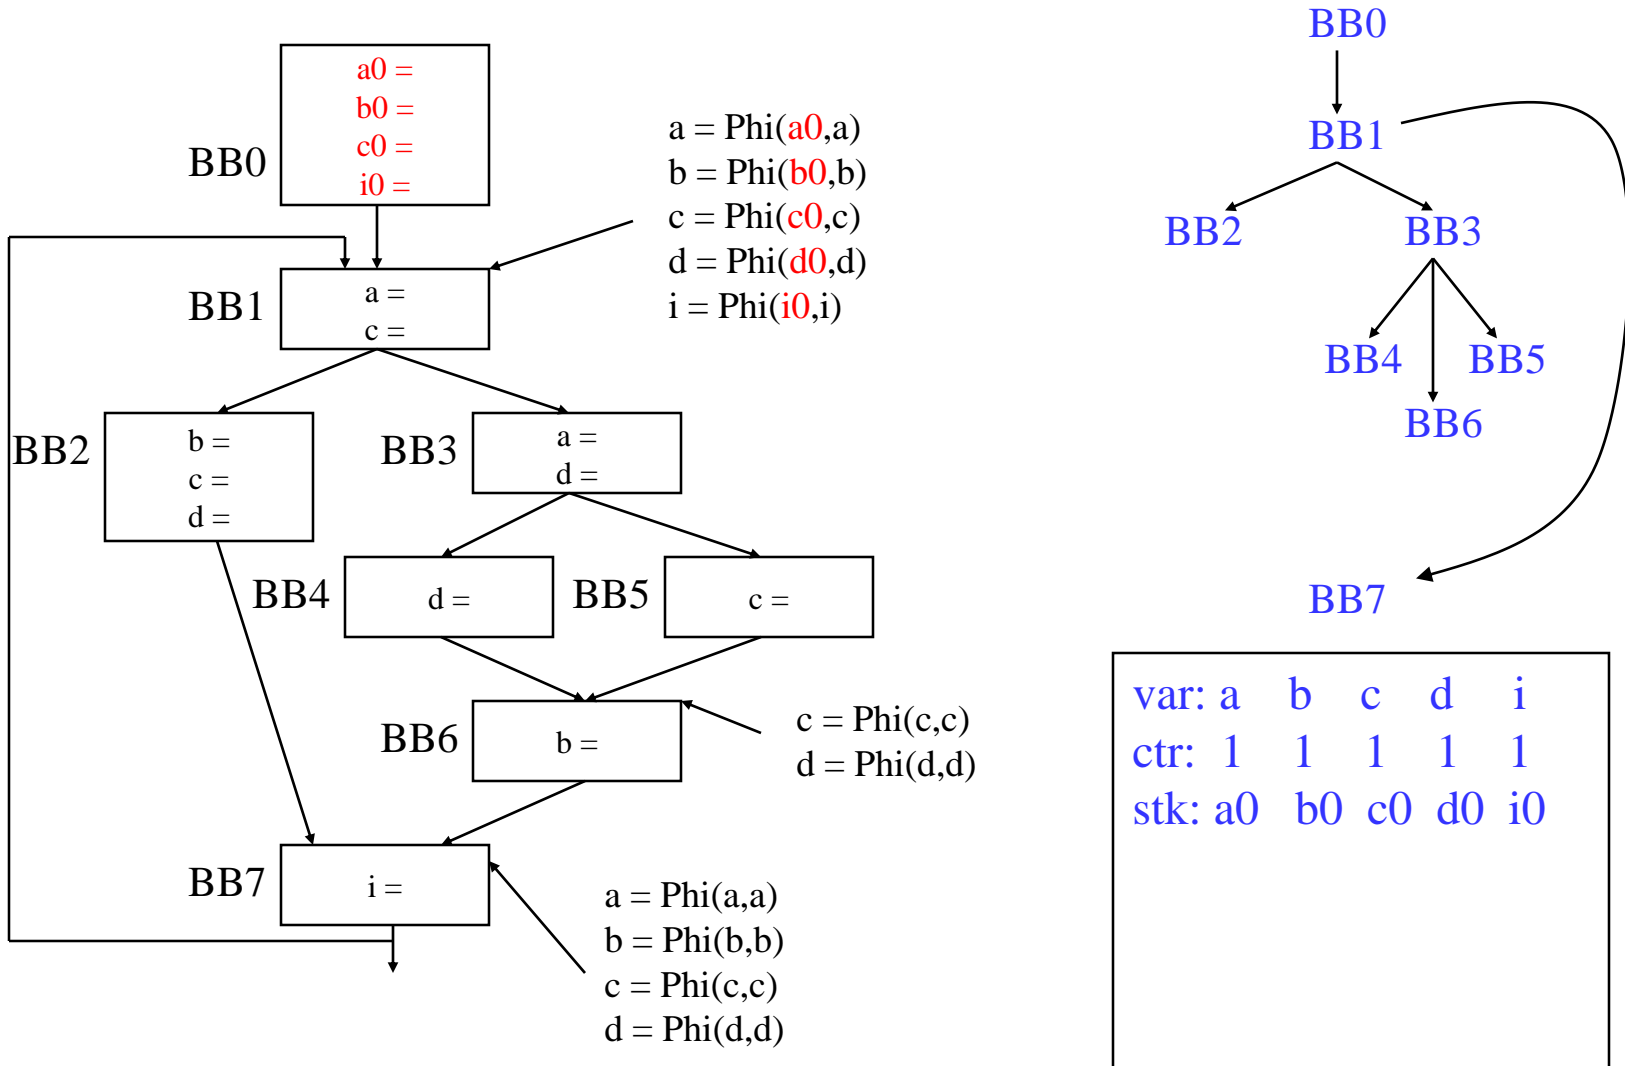 a0 =
b0 =
c0 =
i0 =
BB0
a = Phi(a0,a)
b = Phi(b0,b)
c = Phi(c0,c)
d = Phi(d0,d)
i = Phi(i0,i)
BB1
a =
c =
BB2
b =
c =
d =
BB3
a =
d =
BB4
d =
BB5
c =
BB6
b =
c = Phi(c,c)
d = Phi(d,d)
BB7
i =
a = Phi(a,a)
b = Phi(b,b)
c = Phi(c,c)
d = Phi(d,d)
BB0
BB1
BB2 BB3
BB4 BB5
BB6
BB7
var: a b c d i
ctr: 1 1 1 1 1
stk: a0 b0 c0 d0 i0